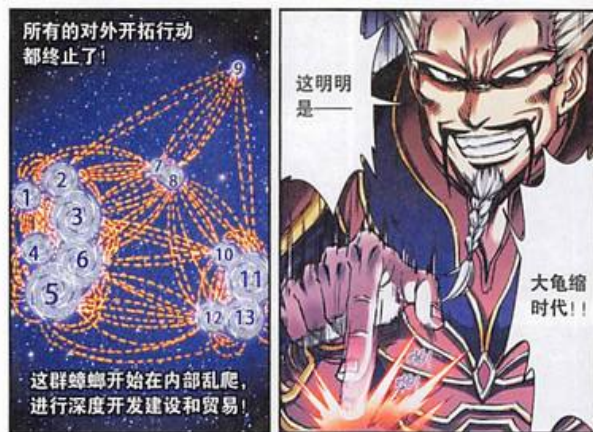 所有的对外开拓行动
都终止了！
9
7
8
2
1
3
4
6
5
10
11
12
13
这群蟑螂开始在内部乱爬，
进行深度开发建设和贸易！
这明明
是——
大龟缩
时代！！